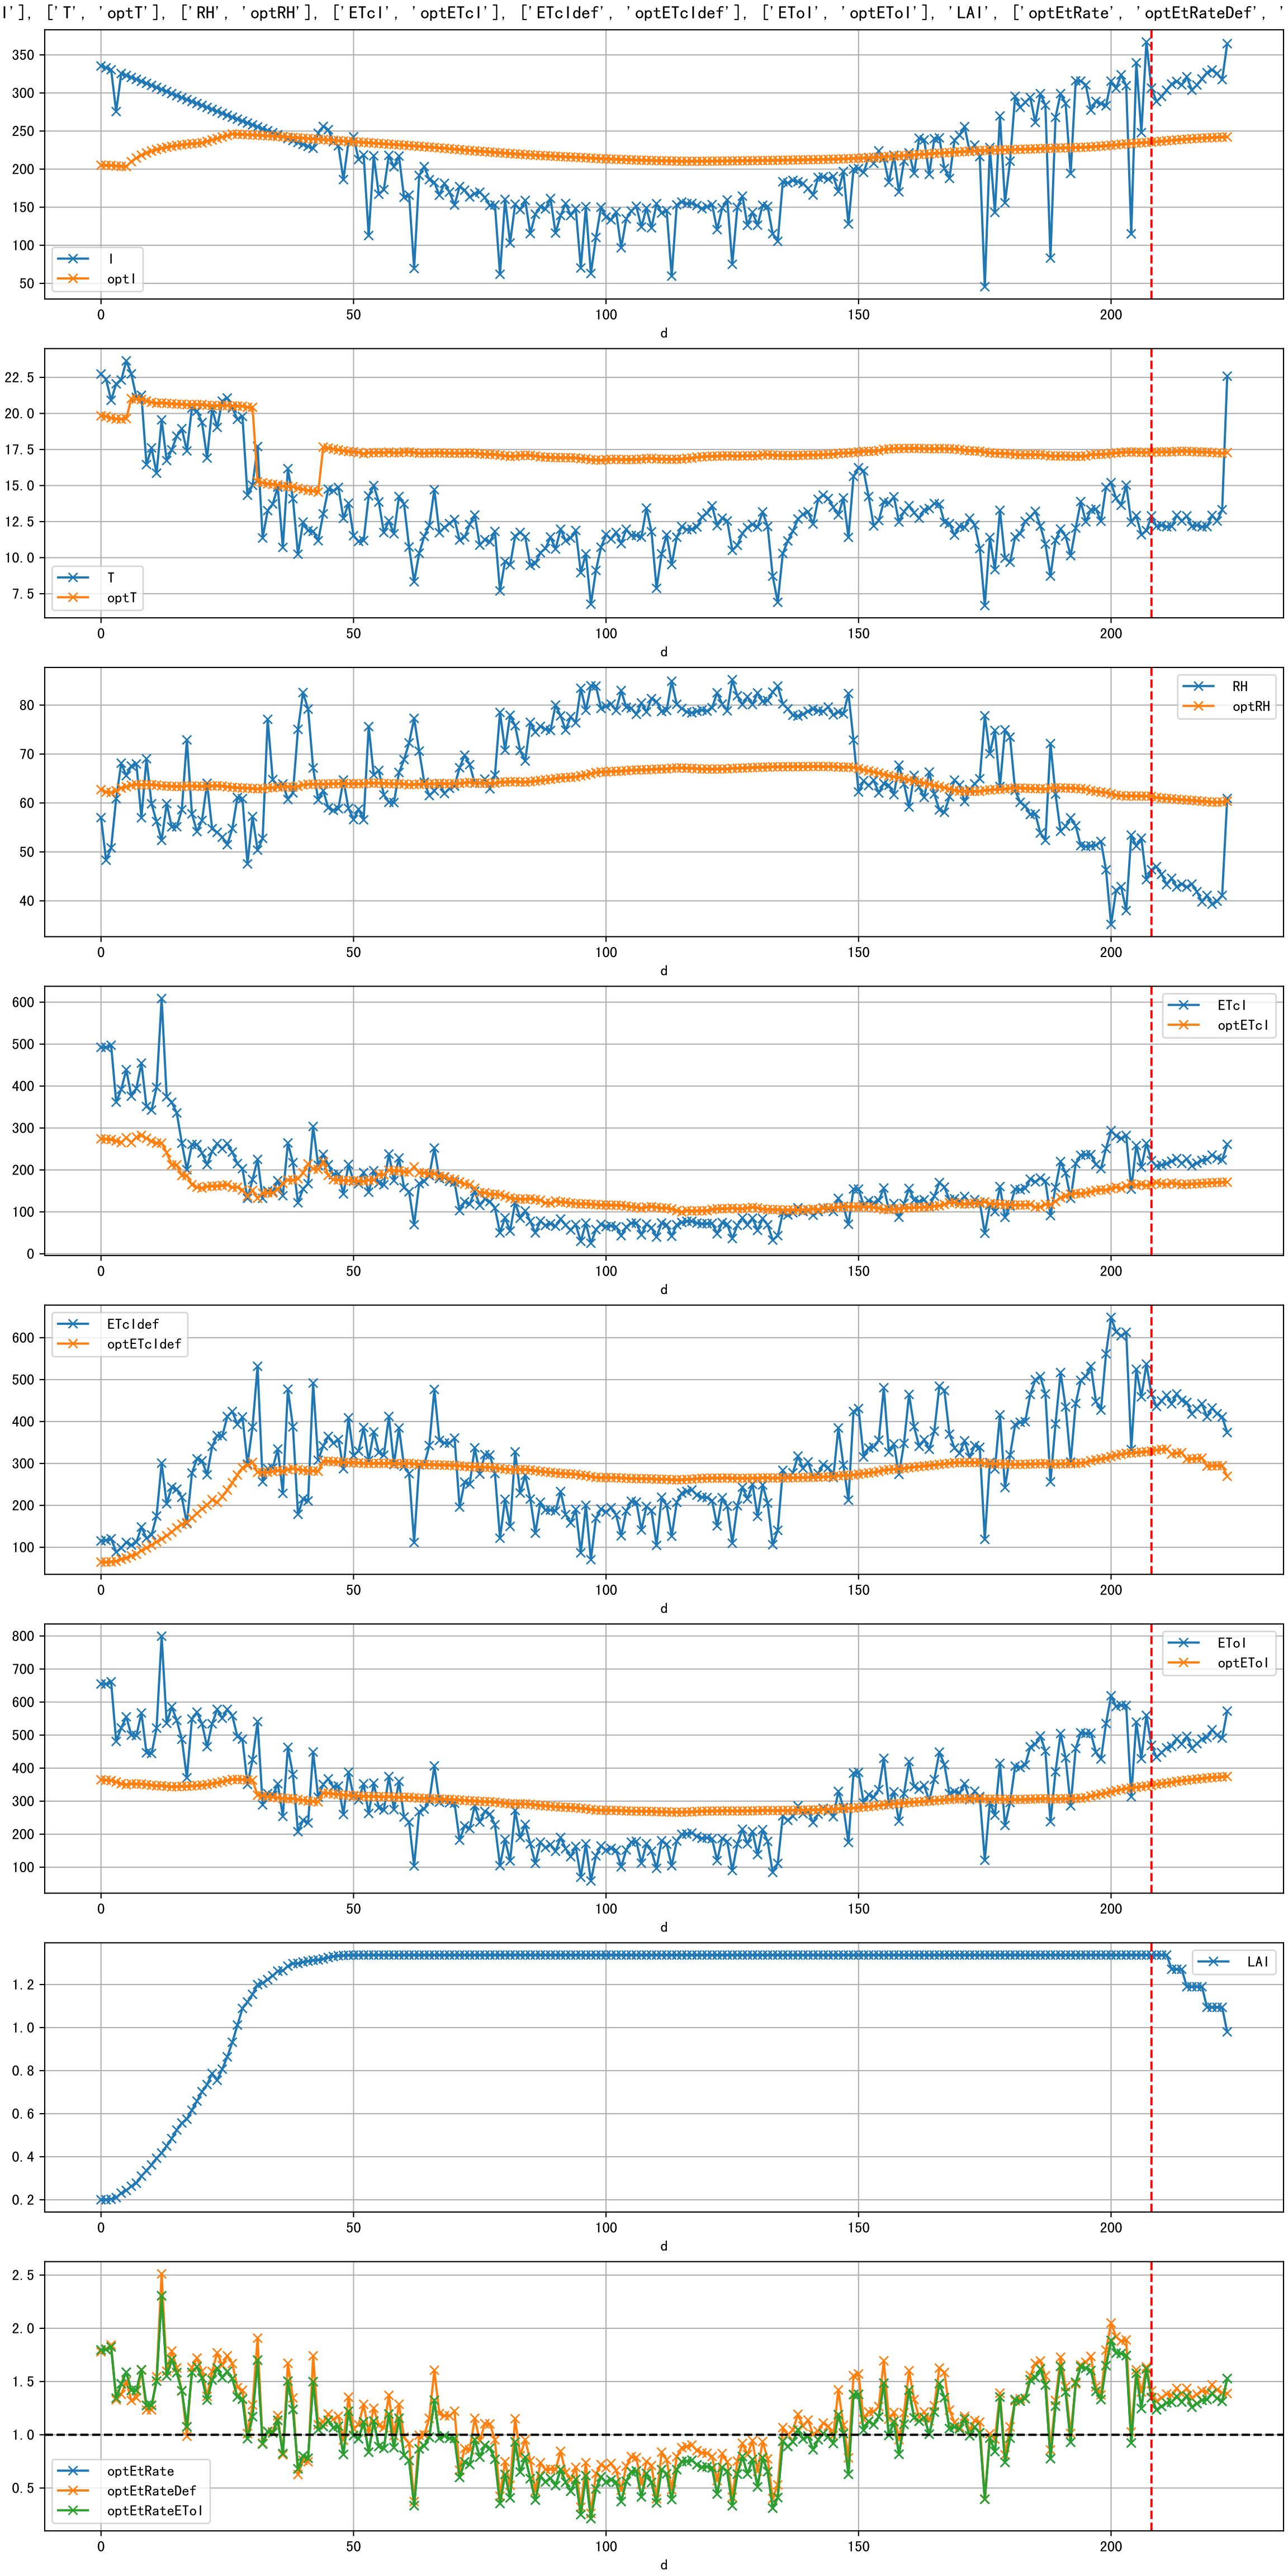 I'], ['T', 'optT'], ['RH', 'optRH'], ['ETcI', 'optETcI'], ['ETcIdef', 'optETcIdef'], ['EToI', 'optEToI'], 'LAI', ['optEtRate', 'optEtRateDef', '
350
300
250
200
150
100
50
I
optI
0 50 100 150 200
d
22.5
20.0
17.5
15.0
12.5
10.0
7.5
T
optT
0 50 100 150 200
d
80
70
60
50
40
RH
optRH
0 50 100 150 200
d
600
500
400
300
200
100
0
ETcI
optETcI
0 50 100 150 200
d
600
500
400
300
200
100
ETcIdef
optETcIdef
0 50 100 150 200
d
800
700
600
500
400
300
200
100
EToI
optEToI
0 50 100 150 200
d
1.2
1.0
0.8
0.6
0.4
0.2
LAI
0 50 100 150 200
d
2.5
2.0
1.5
1.0
0.5
optEtRate
optEtRateDef
optEtRateEToI
0 50 100 150 200
d